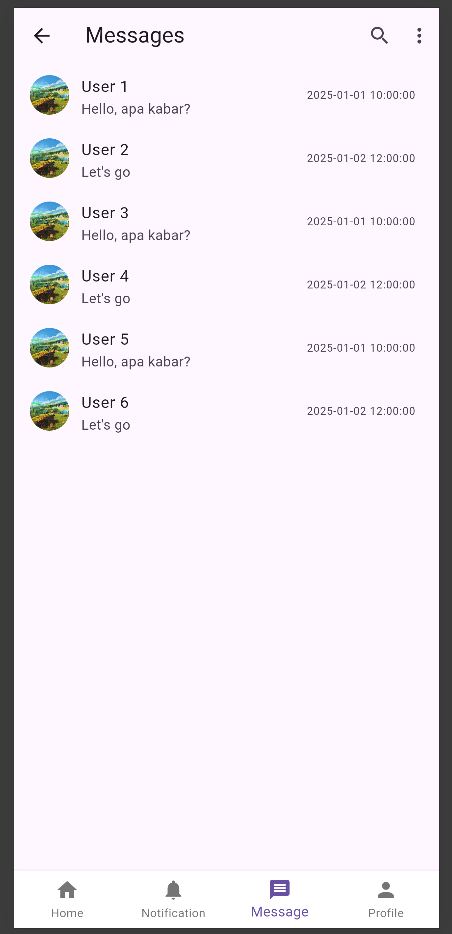 Messages
User 1
Hello, apa kabar?
2025-01-01 10:00:00
User 2
Let's go
2025-01-02 12:00:00
User 3
Hello, apa kabar?
2025-01-01 10:00:00
User 4
Let's go
2025-01-02 12:00:00
User 5
Hello, apa kabar?
2025-01-01 10:00:00
User 6
Let's go
2025-01-02 12:00:00
Home
Notification
Message
Profile